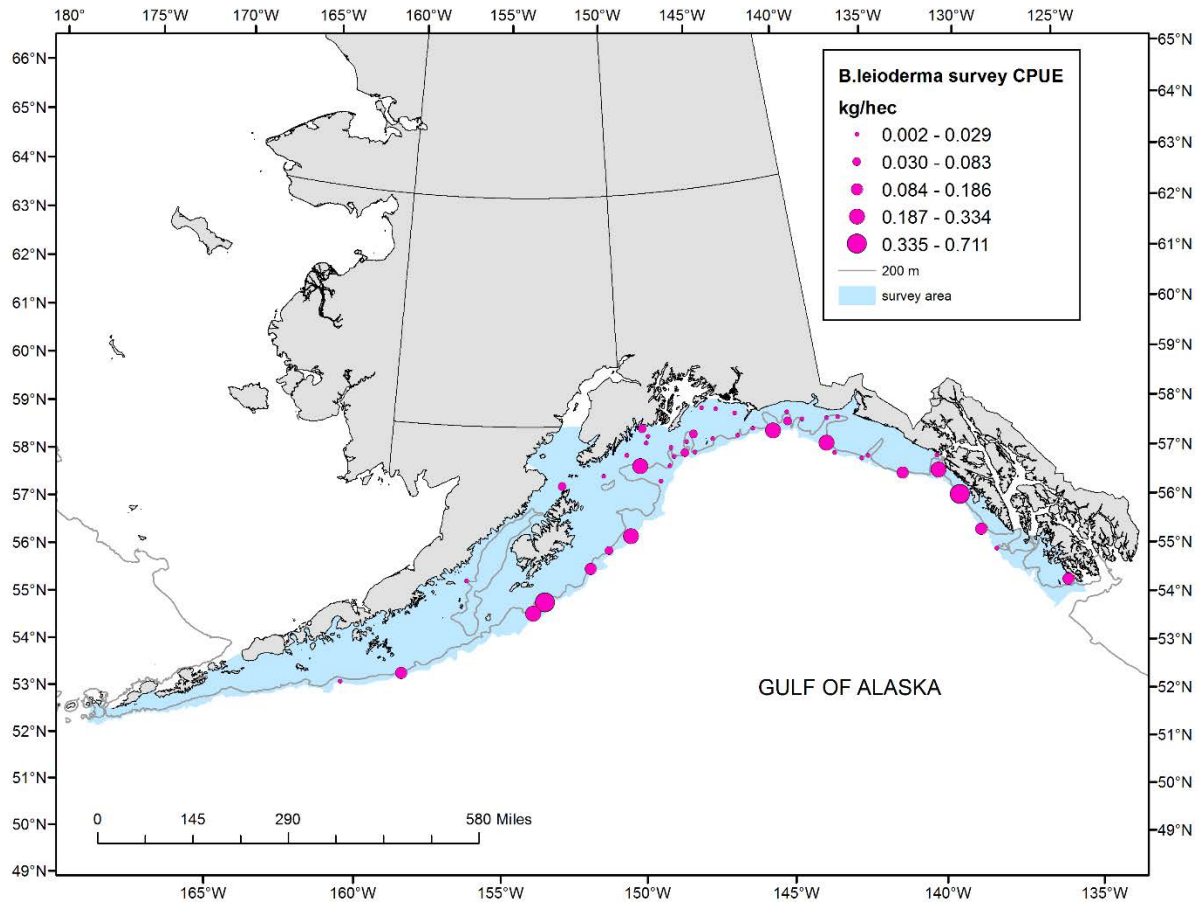 180° 175°W 170°W 165°W 160°W 155°W 150°W 145°W 140°W 135°W 130°W 125°W
66°N
65°N
64°N
63°N
62°N
61°N
60°N
59°N
58°N
57°N
56°N
55°N
54°N
53°N
52°N
51°N
50°N
49°N
B.leioderma survey CPUE
kg/hec
0.002 - 0.029
0.030 - 0.083
0.084 - 0.186
0.187 - 0.334
0.335 - 0.711
200 m
survey area
65°N
64°N
63°N
62°N
61°N
60°N
59°N
58°N
57°N
56°N
55°N
54°N
53°N
52°N
51°N
50°N
49°N
GULF OF ALASKA
0 145 290 580 Miles
165°W 160°W 155°W 150°W 145°W 140°W 135°W